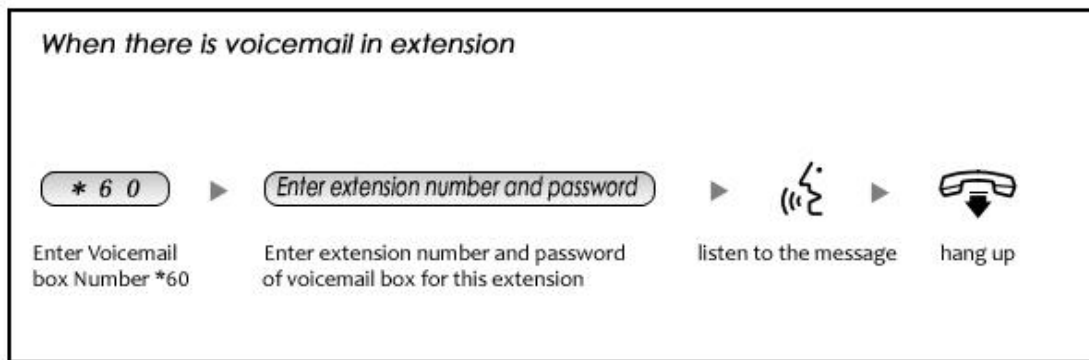 When there is voicemail in extension
* 6 0
Enter extension number and password
Enter Voicemail
box Number *60
Enter extension number and password
of voicemail box for this extension
listen to the message
hang up